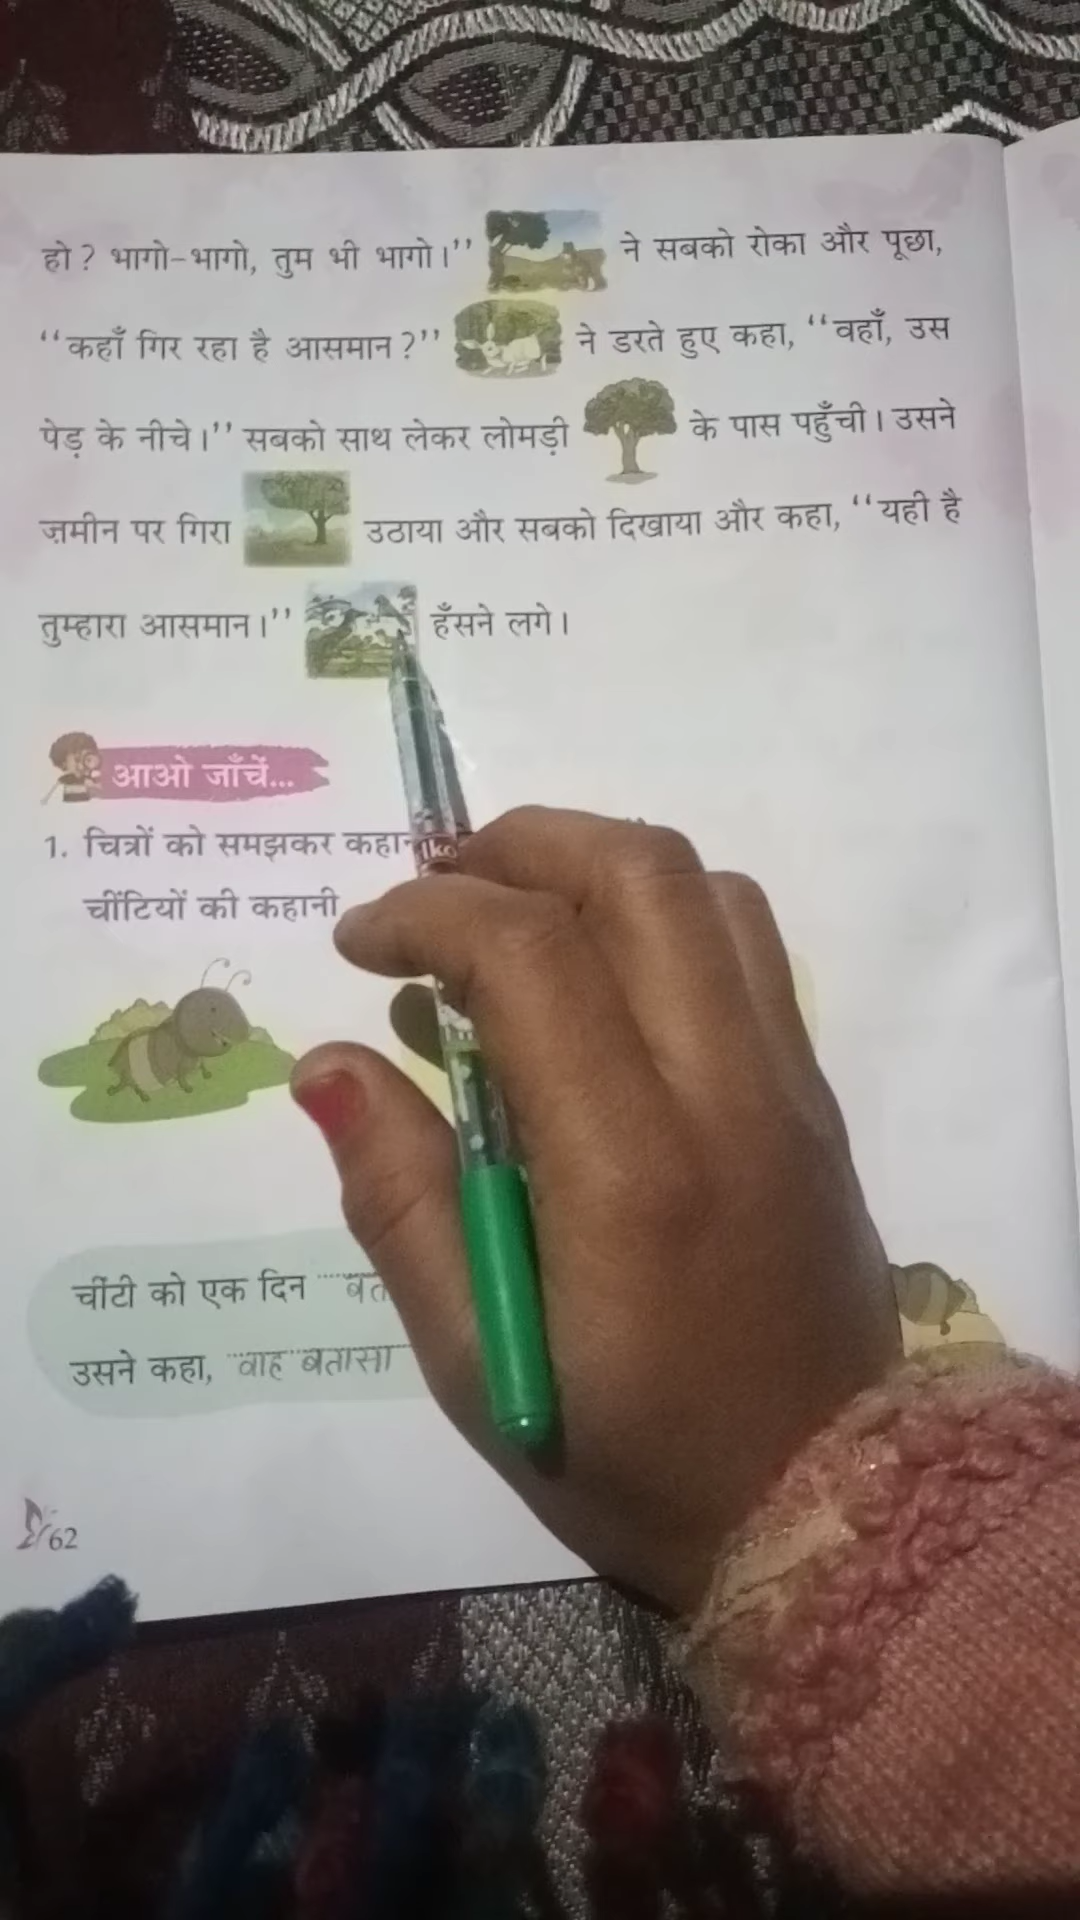 हो? भागो-भागो, तुम भी भागो।'' ने सबको रोका और पूछा,
''कहाँ गिर रहा है आसमान?'' ने डरते हुए कहा, ''वहाँ, उस
पेड़ के नीचे।'' सबको साथ लेकर लोमड़ी के पास पहुँची। उसने
ज़मीन पर गिरा उठाया और सबको दिखाया और कहा, ''यही है
तुम्हारा आसमान।'' हँसने लगे।
आओ जाँचें...
1. चित्रों को समझकर
चींटियों की कहानी
चींटी को एक दिन
उसने कहा, वाह बतासा
62